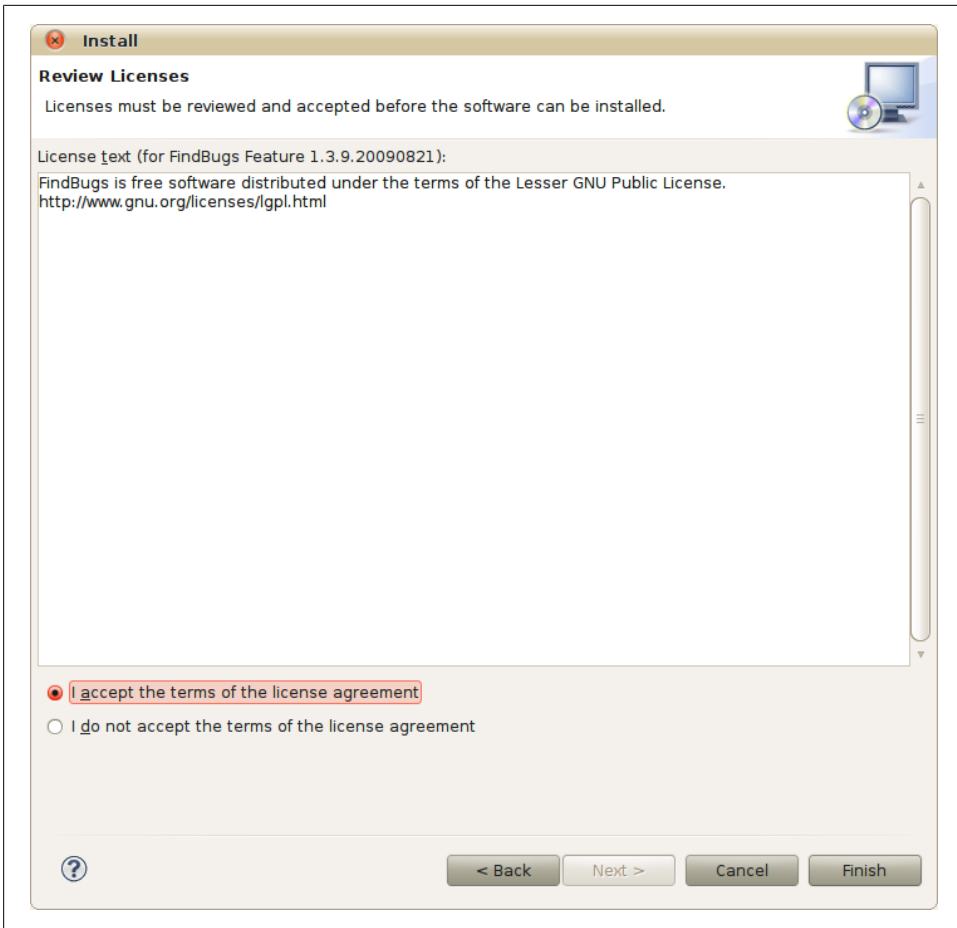 Install
Review Licenses
Licenses must be reviewed and accepted before the software can be installed.
License text (for FindBugs Feature 1.3.9.20090821):
FindBugs is free software distributed under the terms of the Lesser GNU Public License.
http://www.gnu.org/licenses/lgpl.html
I accept the terms of the license agreement
I do not accept the terms of the license agreement
?
< Back
Next >
Cancel
Finish